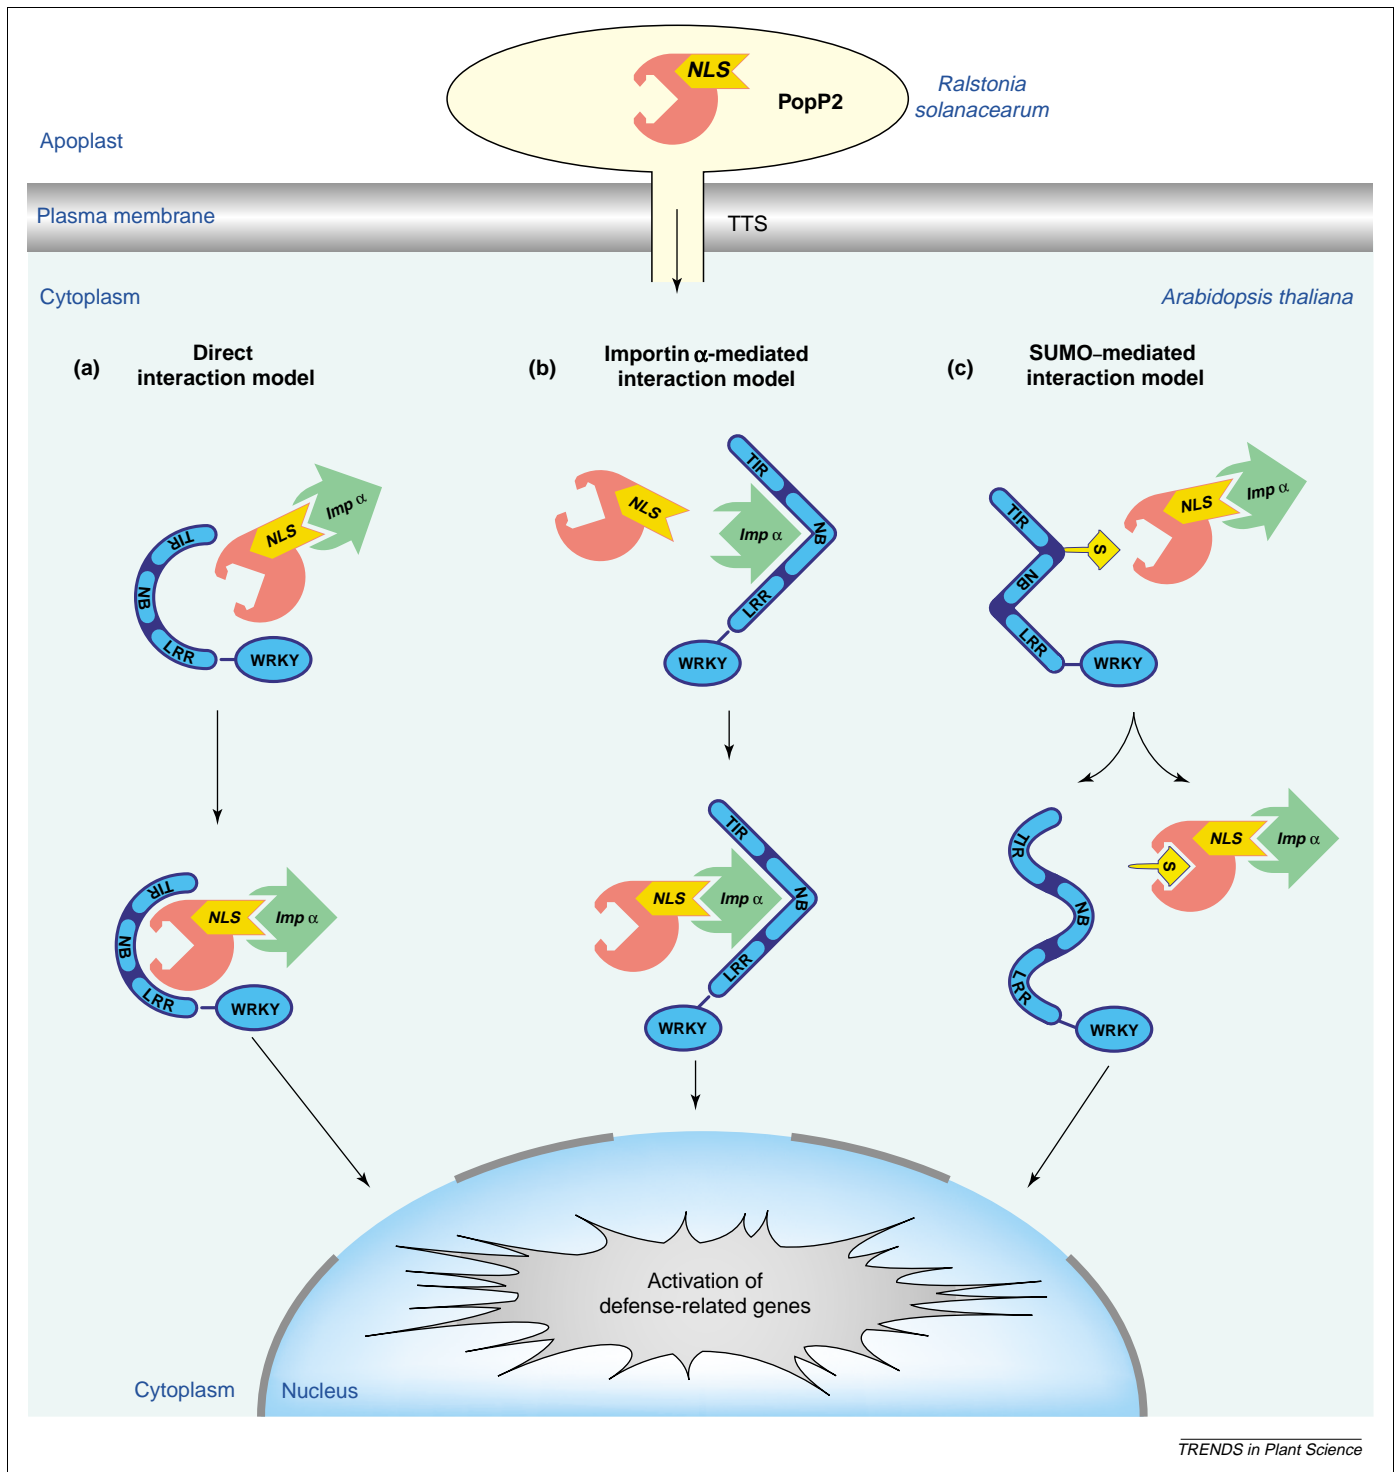 NLS
PopP2
Ralstonia
solanacearum
Apoplast
Plasma membrane
TTS
Cytoplasm
Arabidopsis thaliana
(a)
Direct
interaction model
(b)
Importin α-mediated
interaction model
(c)
SUMO–mediated
interaction model
TIR
NB
LRR
WRKY
NLS
Imp α
NLS
Imp α
TIR
NB
LRR
WRKY
TIR
NB
LRR
WRKY
S
NLS
Imp α
TIR
NB
LRR
WRKY
NLS
Imp α
NLS
Imp α
TIR
NB
LRR
WRKY
TIR
NB
LRR
WRKY
S
NLS
Imp α
Activation of
defense-related genes
Cytoplasm
Nucleus
TRENDS in Plant Science